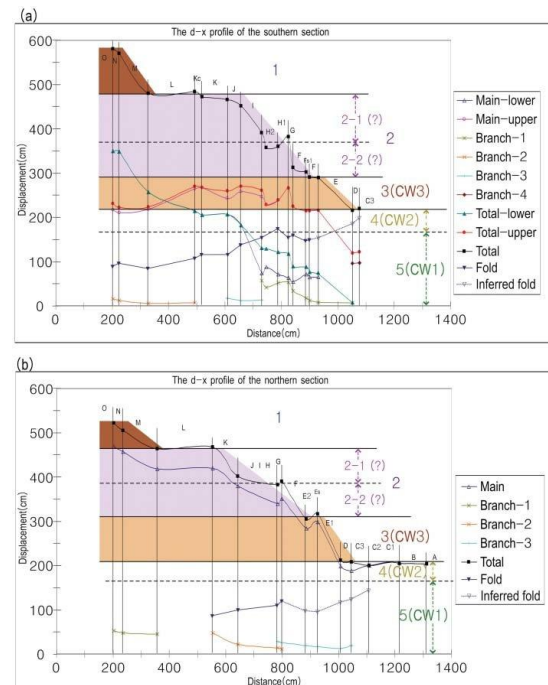 (a)
The d-x profile of the southern section
Displacement(cm)
600
500
400
300
200
100
0
0 200 400 600 800 1000 1200 1400
Distance(cm)
O N M L Kc K J I H2 H1 G F Es1 F E D C3
1
2-1 (?)
2
2-2 (?)
3(CW3)
4(CW2)
5(CW1)
Main-lower
Main-upper
Branch-1
Branch-2
Branch-3
Branch-4
Total-lower
Total-upper
Total
Fold
Inferred fold
(b)
The d-x profile of the northern section
Displacement(cm)
600
500
400
300
200
100
0
0 200 400 600 800 1000 1200 1400
Distance(cm)
O N M L K J I H G F E2 Es E1 D C3 C2 C1 B A
1
2-1 (?)
2
2-2 (?)
3(CW3)
4(CW2)
5(CW1)
Main
Branch-1
Branch-2
Branch-3
Total
Fold
Inferred fold